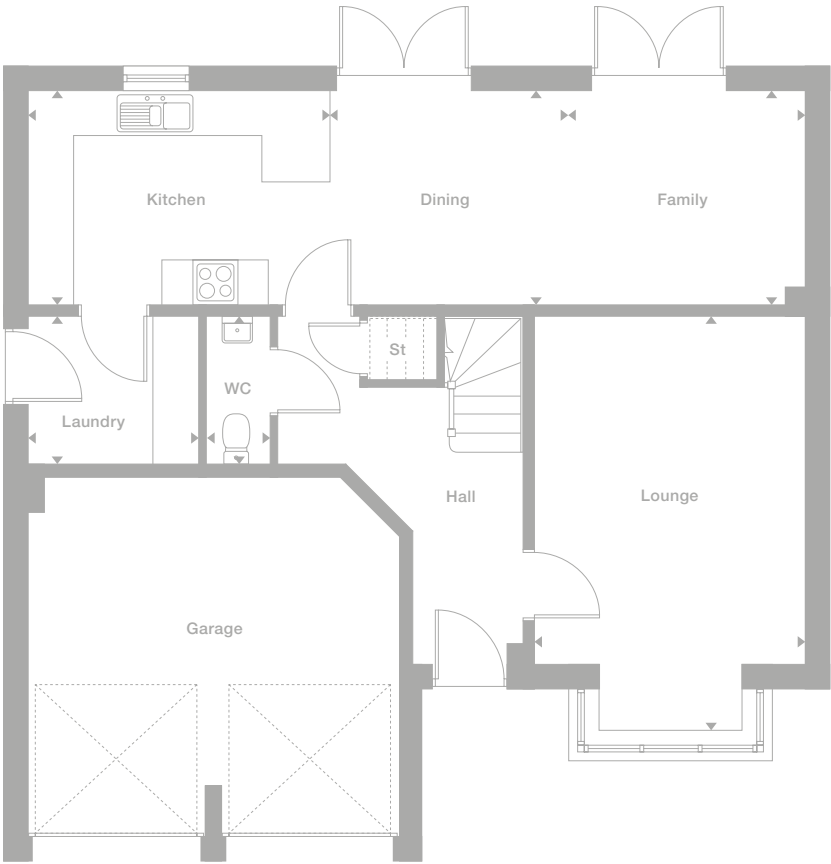 Kitchen
Dining
Family
St
WC
Laundry
Hall
Lounge
Garage